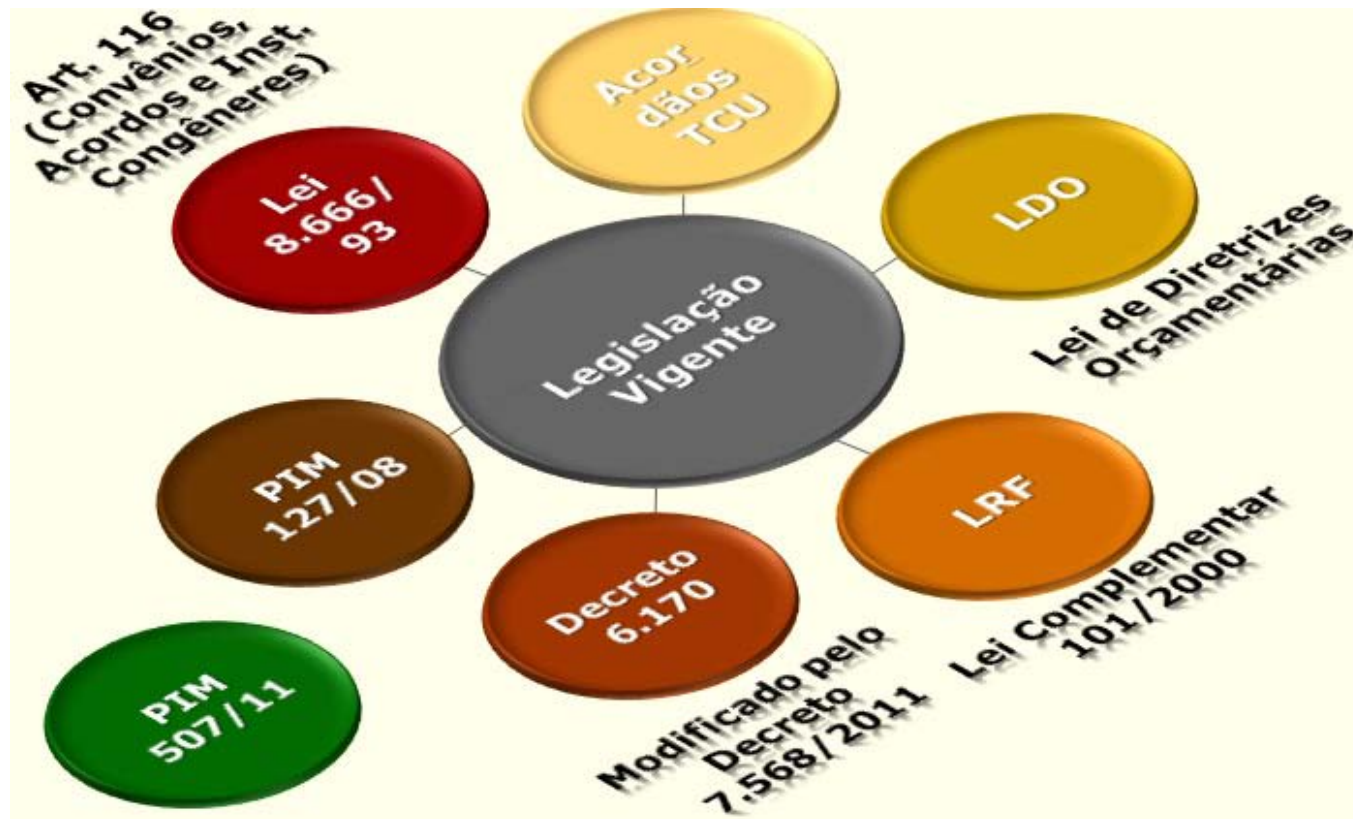 Art. 116
(Convênios,
Acordos e Inst.
Congêneres)
Acor
dãos
TCU
Lei
8.666/
93
LDO
Lei de Diretrizes
Orçamentárias
Legislação
Vigente
PIM
127/08
LRF
Lei Complementar
101/2000
Decreto
6.170
Modificado pelo
Decreto
7.568/2011
PIM
507/11